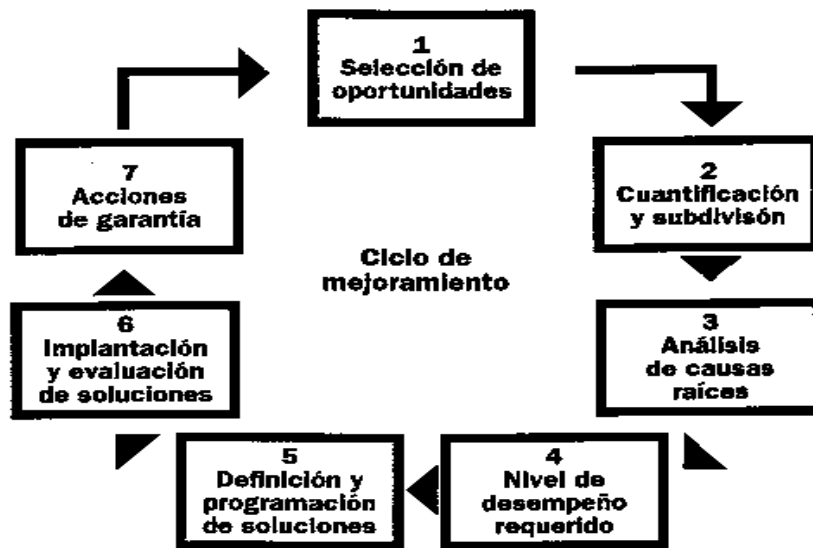 1
Selección de
oportunidades
2
Cuantificación
y subdivisón
3
Análisis
de causas
raíces
4
Nivel de
desempeño
requerido
5
Definición y
programación
de soluciones
6
Implantación
y evaluación
de soluciones
7
Acciones
de garantía
Ciclo de
mejoramiento